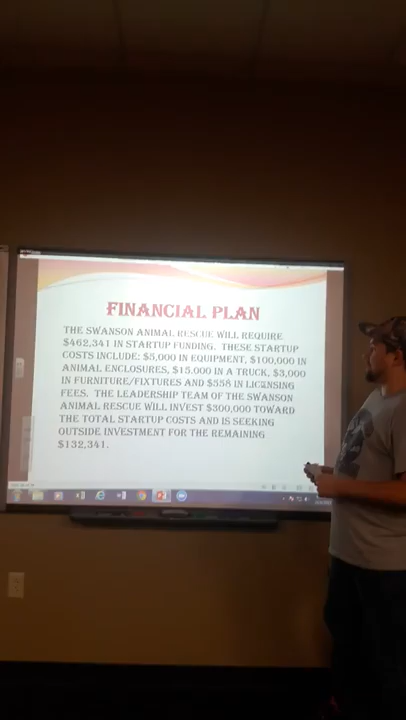 FINANCIAL PLAN
THE SWANSON ANIMAL RESCUE WILL REQUIRE
$462,341 IN STARTUP FUNDING. THESE STARTUP
COSTS INCLUDE: $5,000 IN EQUIPMENT, $100,000 IN
ANIMAL ENCLOSURES, $15,000 IN A TRUCK, $3,000
IN FURNITURE/FIXTURES AND $558 IN LICENSING
FEES. THE LEADERSHIP TEAM OF THE SWANSON
ANIMAL RESCUE WILL INVEST $300,000 TOWARD
THE TOTAL STARTUP COSTS AND IS SEEKING
OUTSIDE INVESTMENT FOR THE REMAINING
$132,341.